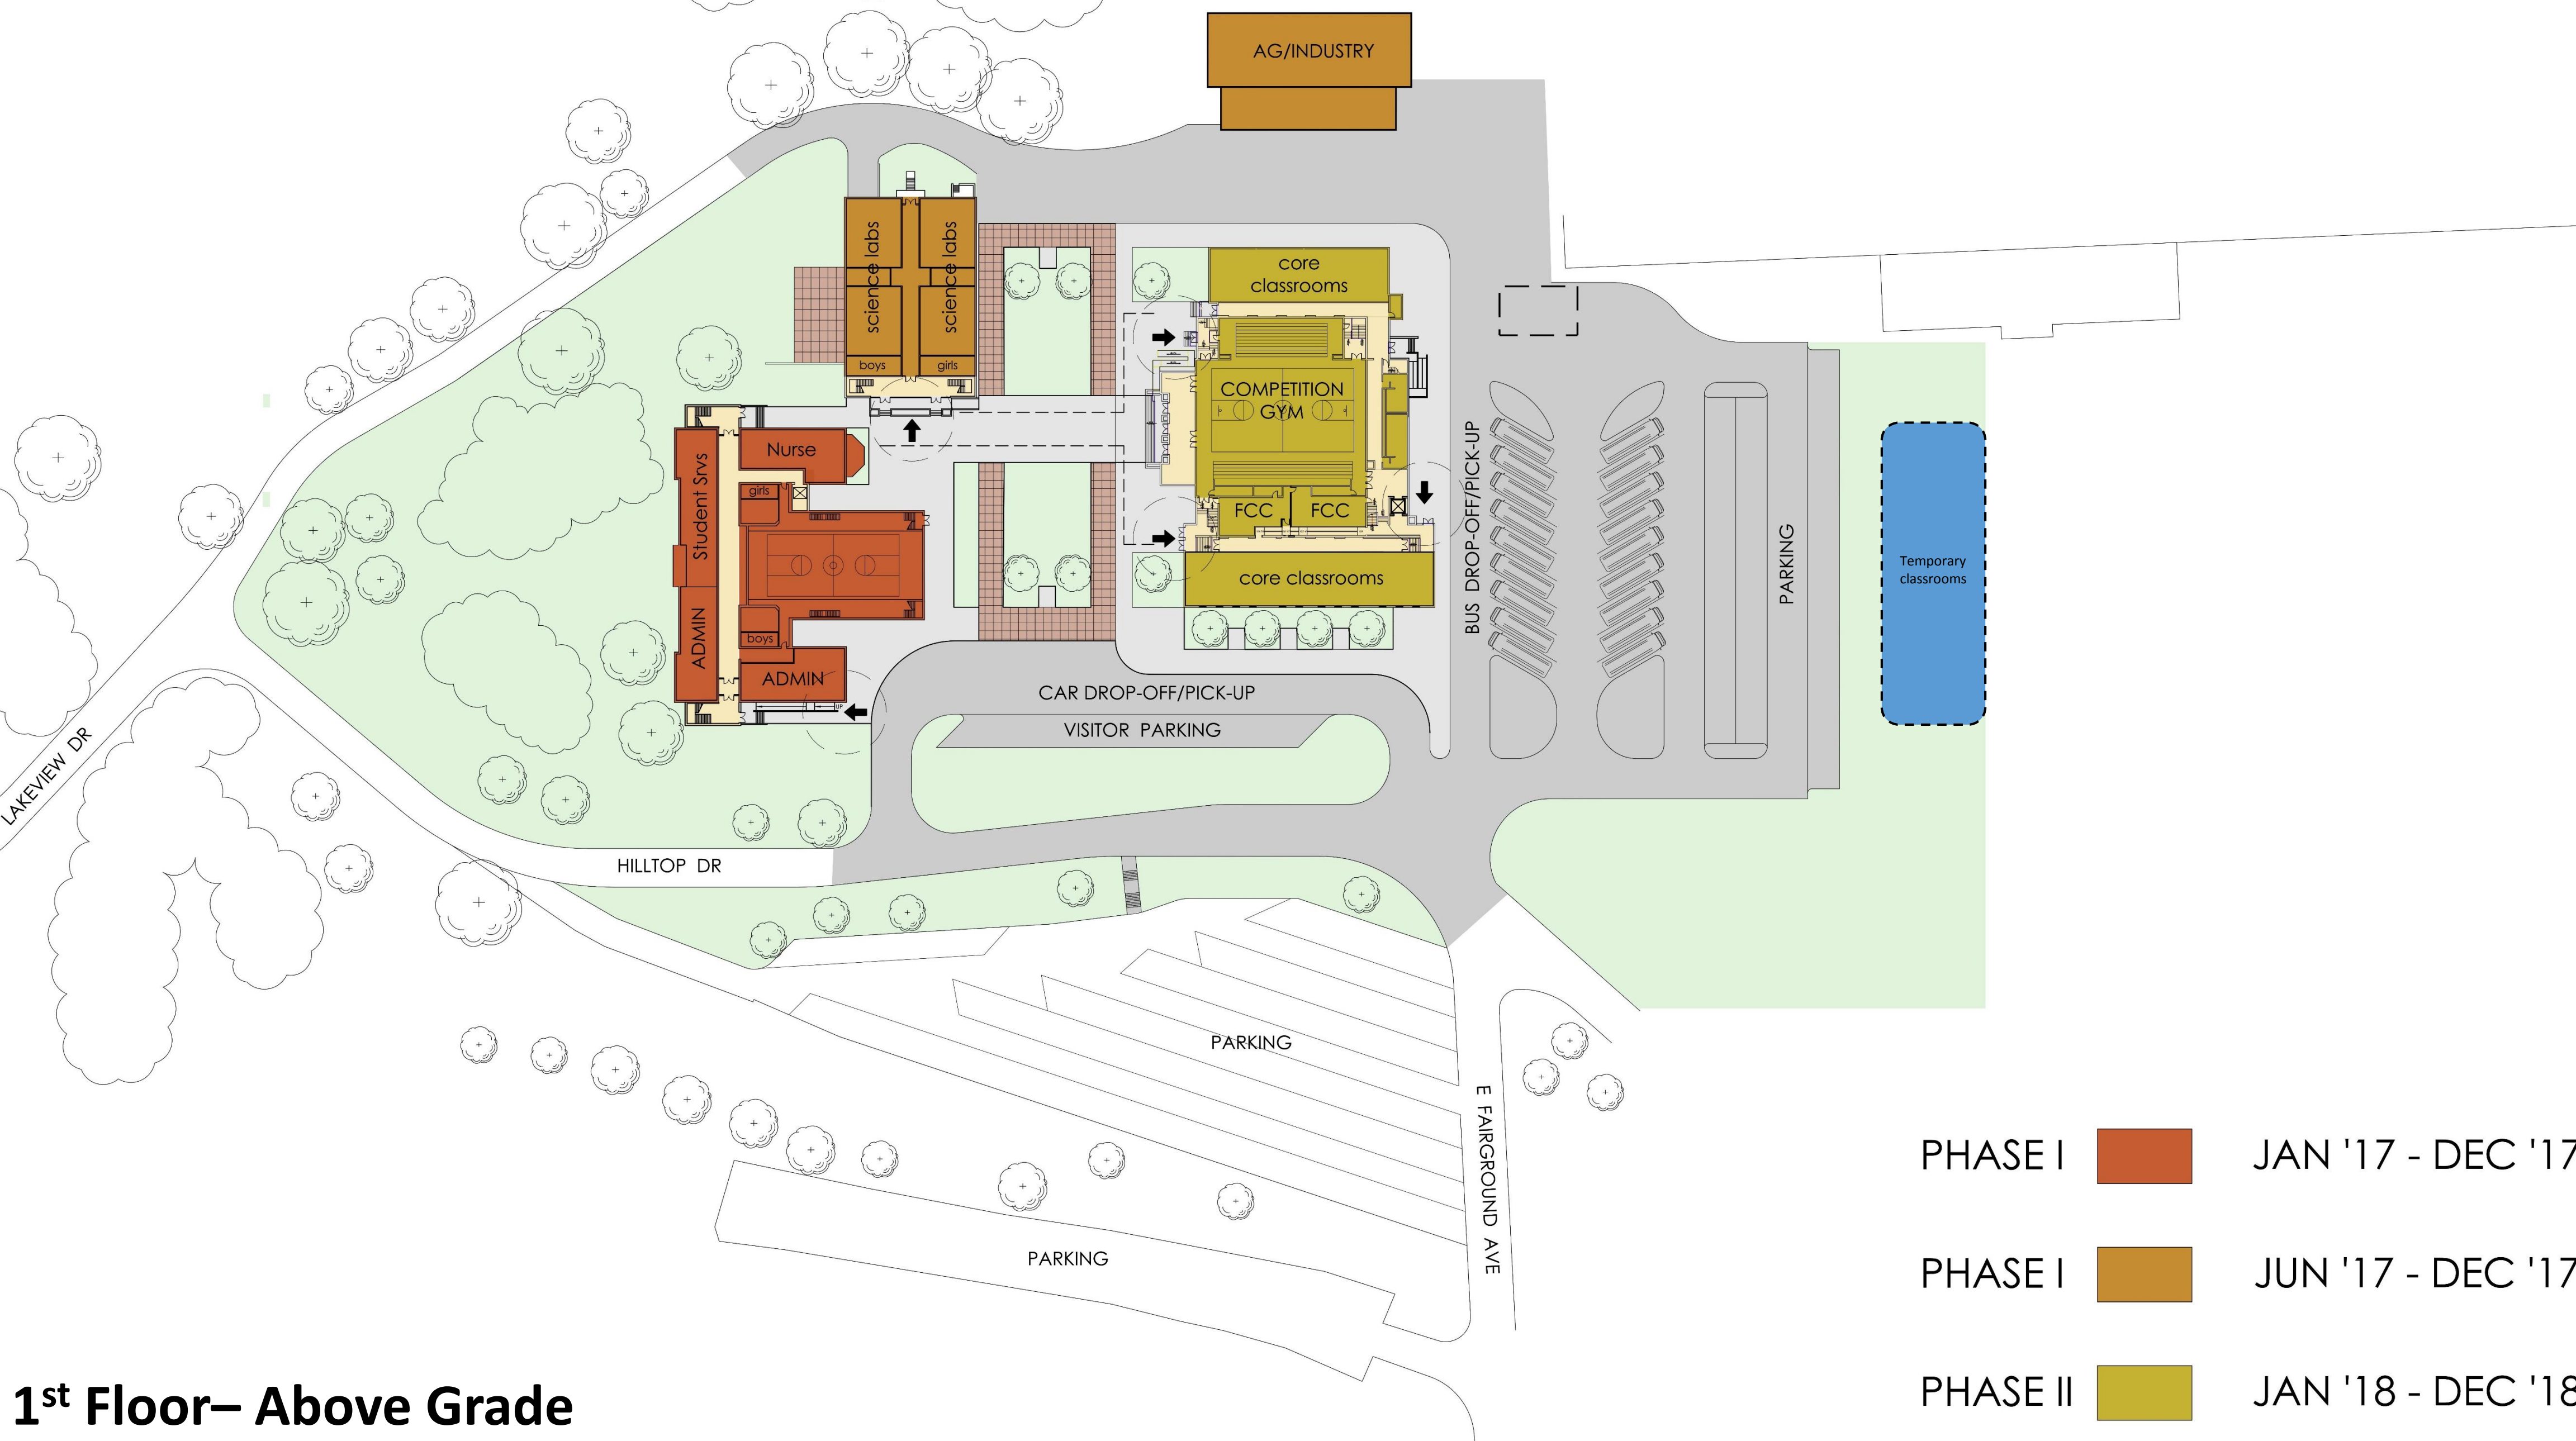 AG/INDUSTRY
science labs
science labs
boys
girls
core
classrooms
COMPETITION
GYM
FCC
FCC
core classrooms
Nurse
Student Srvs
girls
boys
ADMIN
ADMIN
UP
BUS DROP-OFF/PICK-UP
PARKING
Temporary
classrooms
CAR DROP-OFF/PICK-UP
VISITOR PARKING
LAKEVIEW DR
HILLTOP DR
PARKING
E FAIRGROUND AVE
PARKING
PHASE I JAN '17 - DEC '17
PHASE I JUN '17 - DEC '17
PHASE II JAN '18 - DEC '18
1st Floor– Above Grade